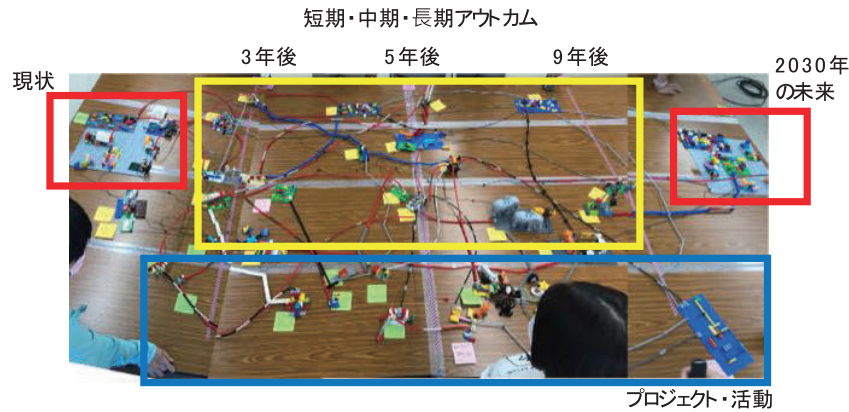 短期・中期・長期アウトカム
3年後
5年後
9年後
現状
2030年
の未来
プロジェクト・活動